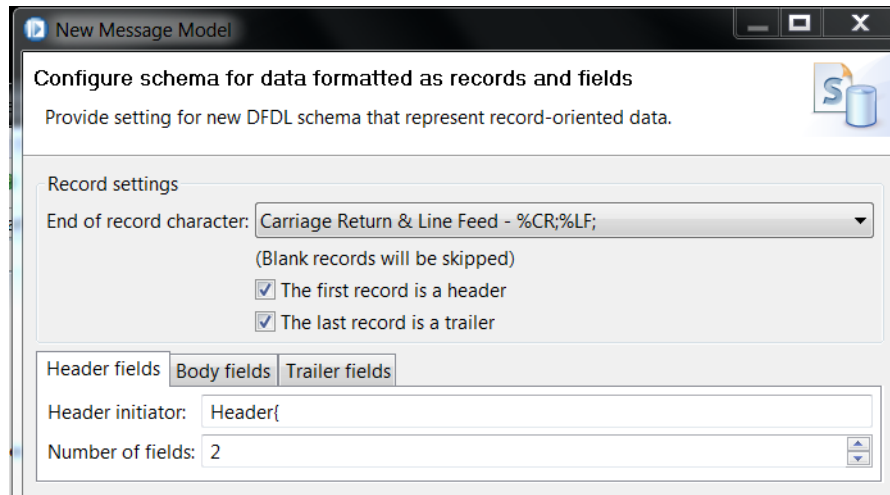 New Message Model
Configure schema for data formatted as records and fields
Provide setting for new DFDL schema that represent record-oriented data.
Record settings
End of record character: Carriage Return & Line Feed - %CR;%LF;
(Blank records will be skipped)
The first record is a header
The last record is a trailer
Header fields Body fields Trailer fields
Header initiator: Header{
Number of fields: 2